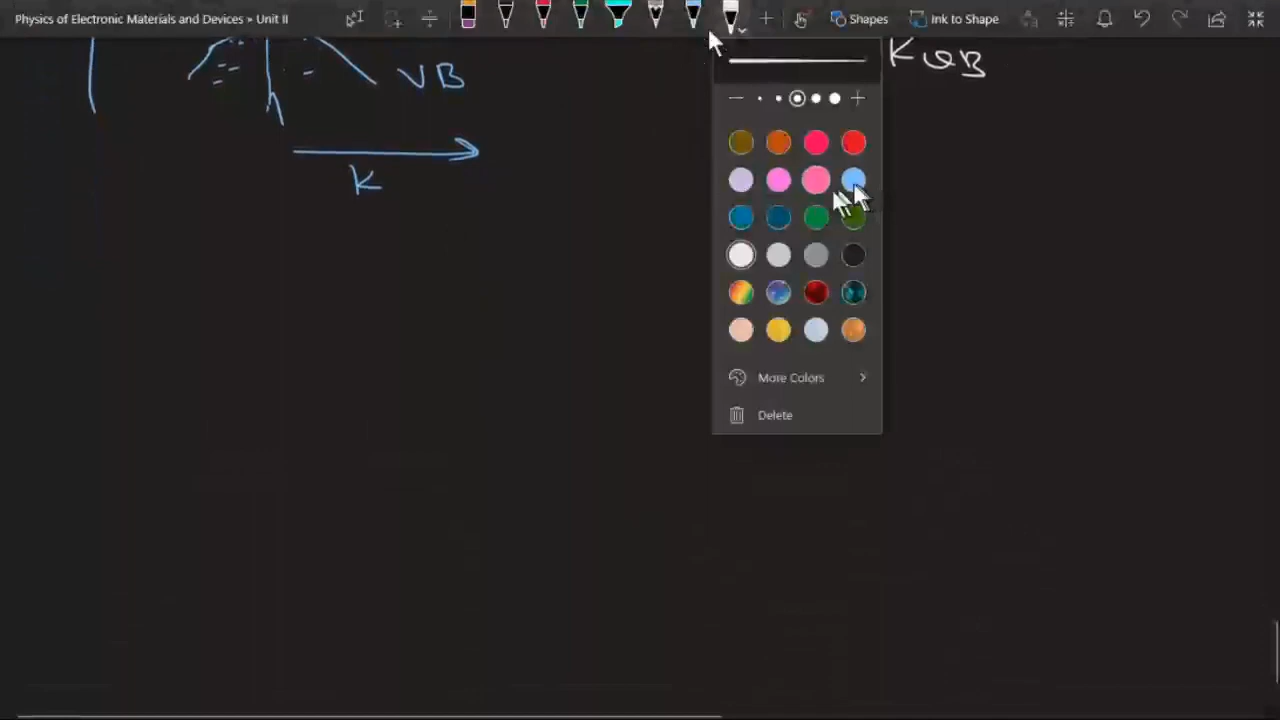 Physics of Electronic Materials and Devices » Unit II
Shapes
Ink to Shape
VB
K
More Colors
Delete